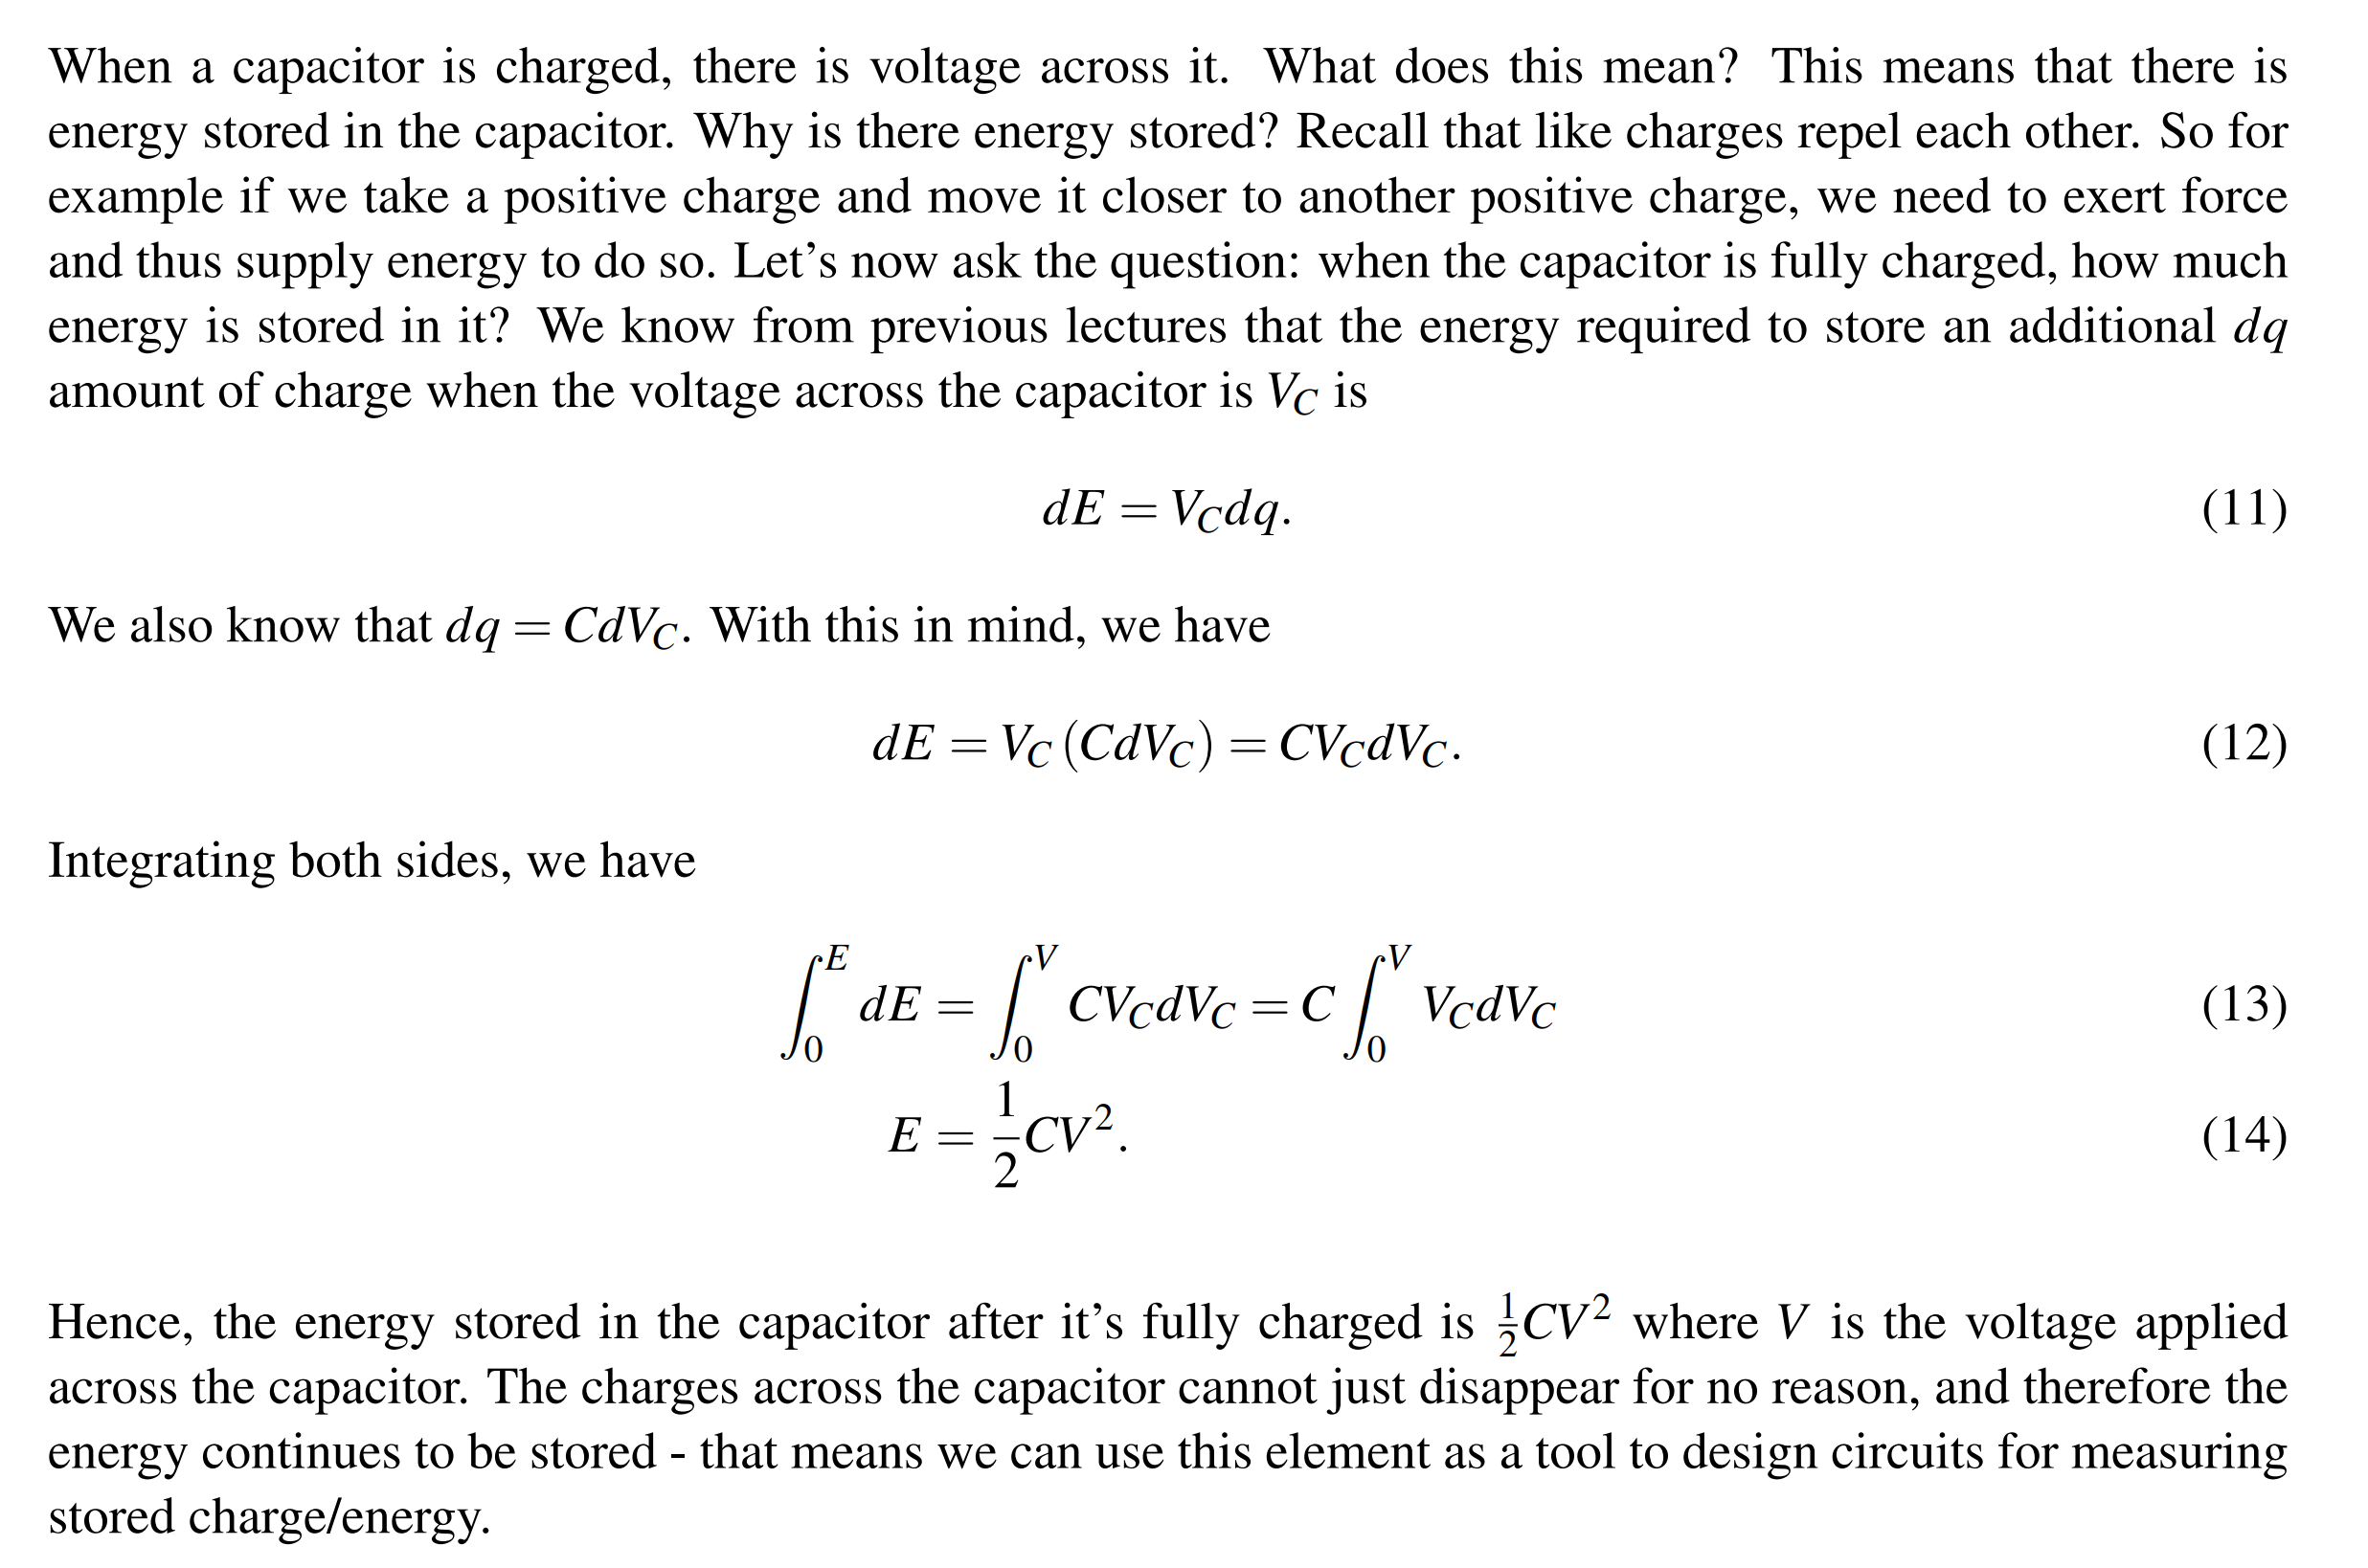 When a capacitor is charged, there is voltage across it. What does this mean? This means that there is
energy stored in the capacitor. Why is there energy stored? Recall that like charges repel each other. So for
example if we take a positive charge and move it closer to another positive charge, we need to exert force
and thus supply energy to do so. Let’s now ask the question: when the capacitor is fully charged, how much
energy is stored in it? We know from previous lectures that the energy required to store an additional $dq$
amount of charge when the voltage across the capacitor is $V_C$ is
$dE = V_C dq.$ (11)
We also know that $dq = CdV_C$. With this in mind, we have
$dE = V_C (CdV_C) = CV_C dV_C.$ (12)
Integrating both sides, we have
$\int_0^E dE = \int_0^V CV_C dV_C = C \int_0^V V_C dV_C$ (13)
$E = \frac{1}{2}CV^2.$ (14)
Hence, the energy stored in the capacitor after it’s fully charged is $\frac{1}{2}CV^2$ where $V$ is the voltage applied
across the capacitor. The charges across the capacitor cannot just disappear for no reason, and therefore the
energy continues to be stored - that means we can use this element as a tool to design circuits for measuring
stored charge/energy.